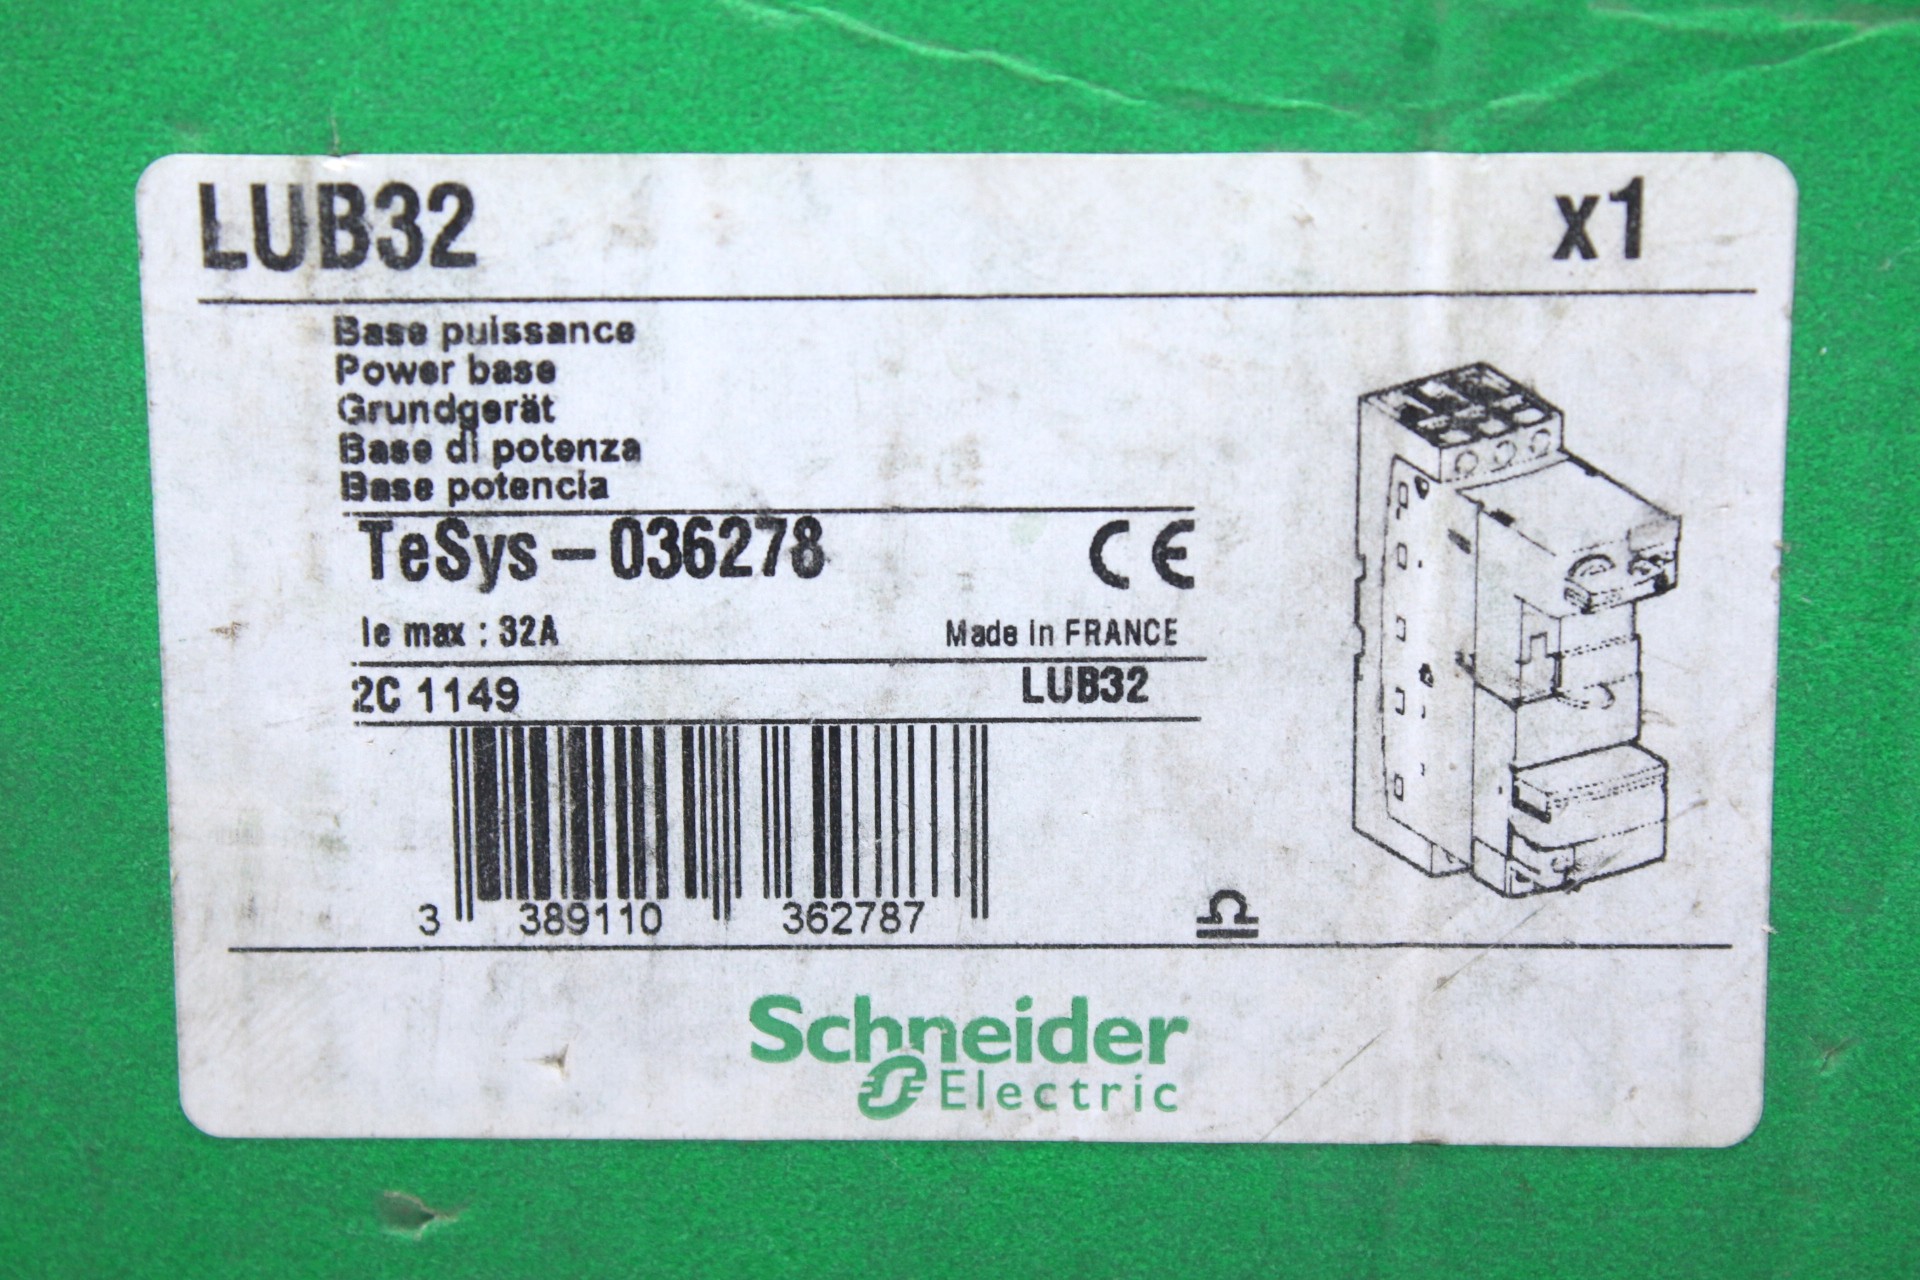 LUB32 x1
Base puissance
Power base
Grundgerät
Base di potenza
Base potencia
TeSys-036278 CE
Ie max : 32A Made in FRANCE
2C 1149 LUB32
3 389110 362787
Schneider
Electric